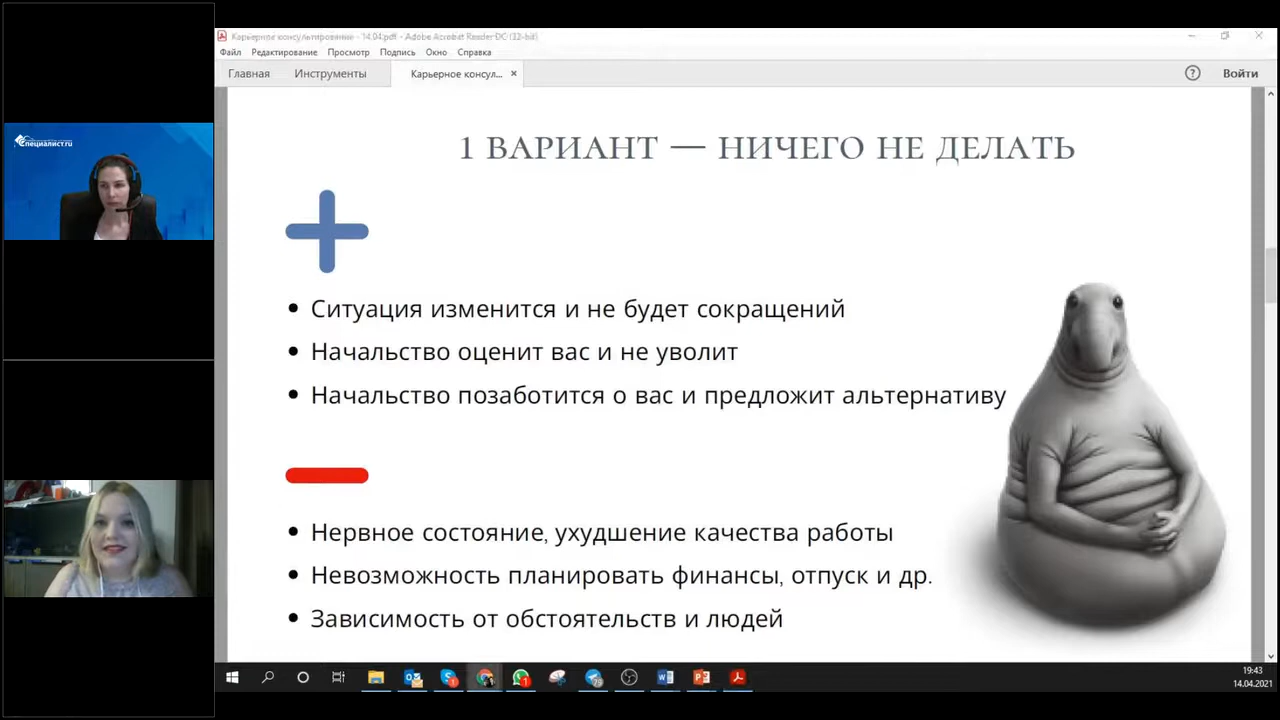 Карьерное консультирование - 14.04.pdf - Adobe Acrobat Reader DC (32-bit)
Файл Редактирование Просмотр Подпись Окно Справка
Главная Инструменты Карьерное консул... × ? Войти
Специалист.ru
1 ВАРИАНТ — НИЧЕГО НЕ ДЕЛАТЬ
• Ситуация изменится и не будет сокращений
• Начальство оценит вас и не уволит
• Начальство позаботится о вас и предложит альтернативу
• Нервное состояние, ухудшение качества работы
• Невозможность планировать финансы, отпуск и др.
• Зависимость от обстоятельств и людей
19:43
14.04.2021